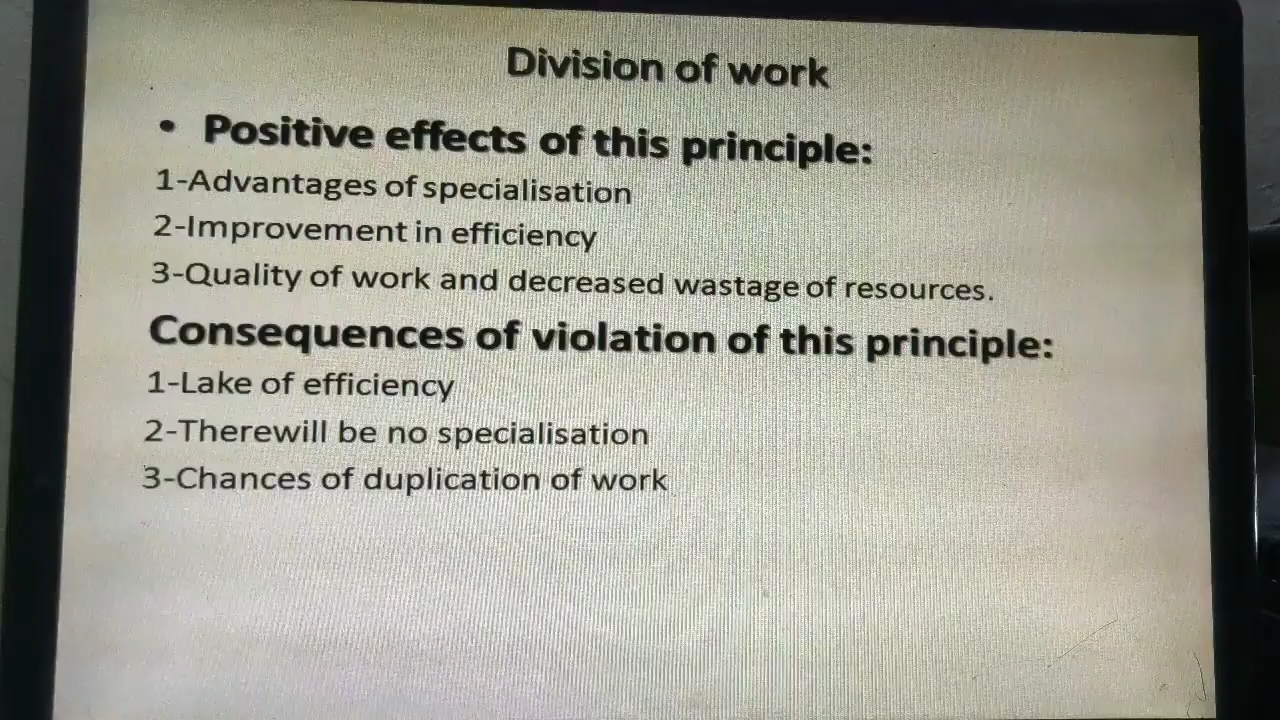 Division of work
• Positive effects of this principle:
1-Advantages of specialisation
2-Improvement in efficiency
3-Quality of work and decreased wastage of resources.
Consequences of violation of this principle:
1-Lake of efficiency
2-Therewill be no specialisation
3-Chances of duplication of work